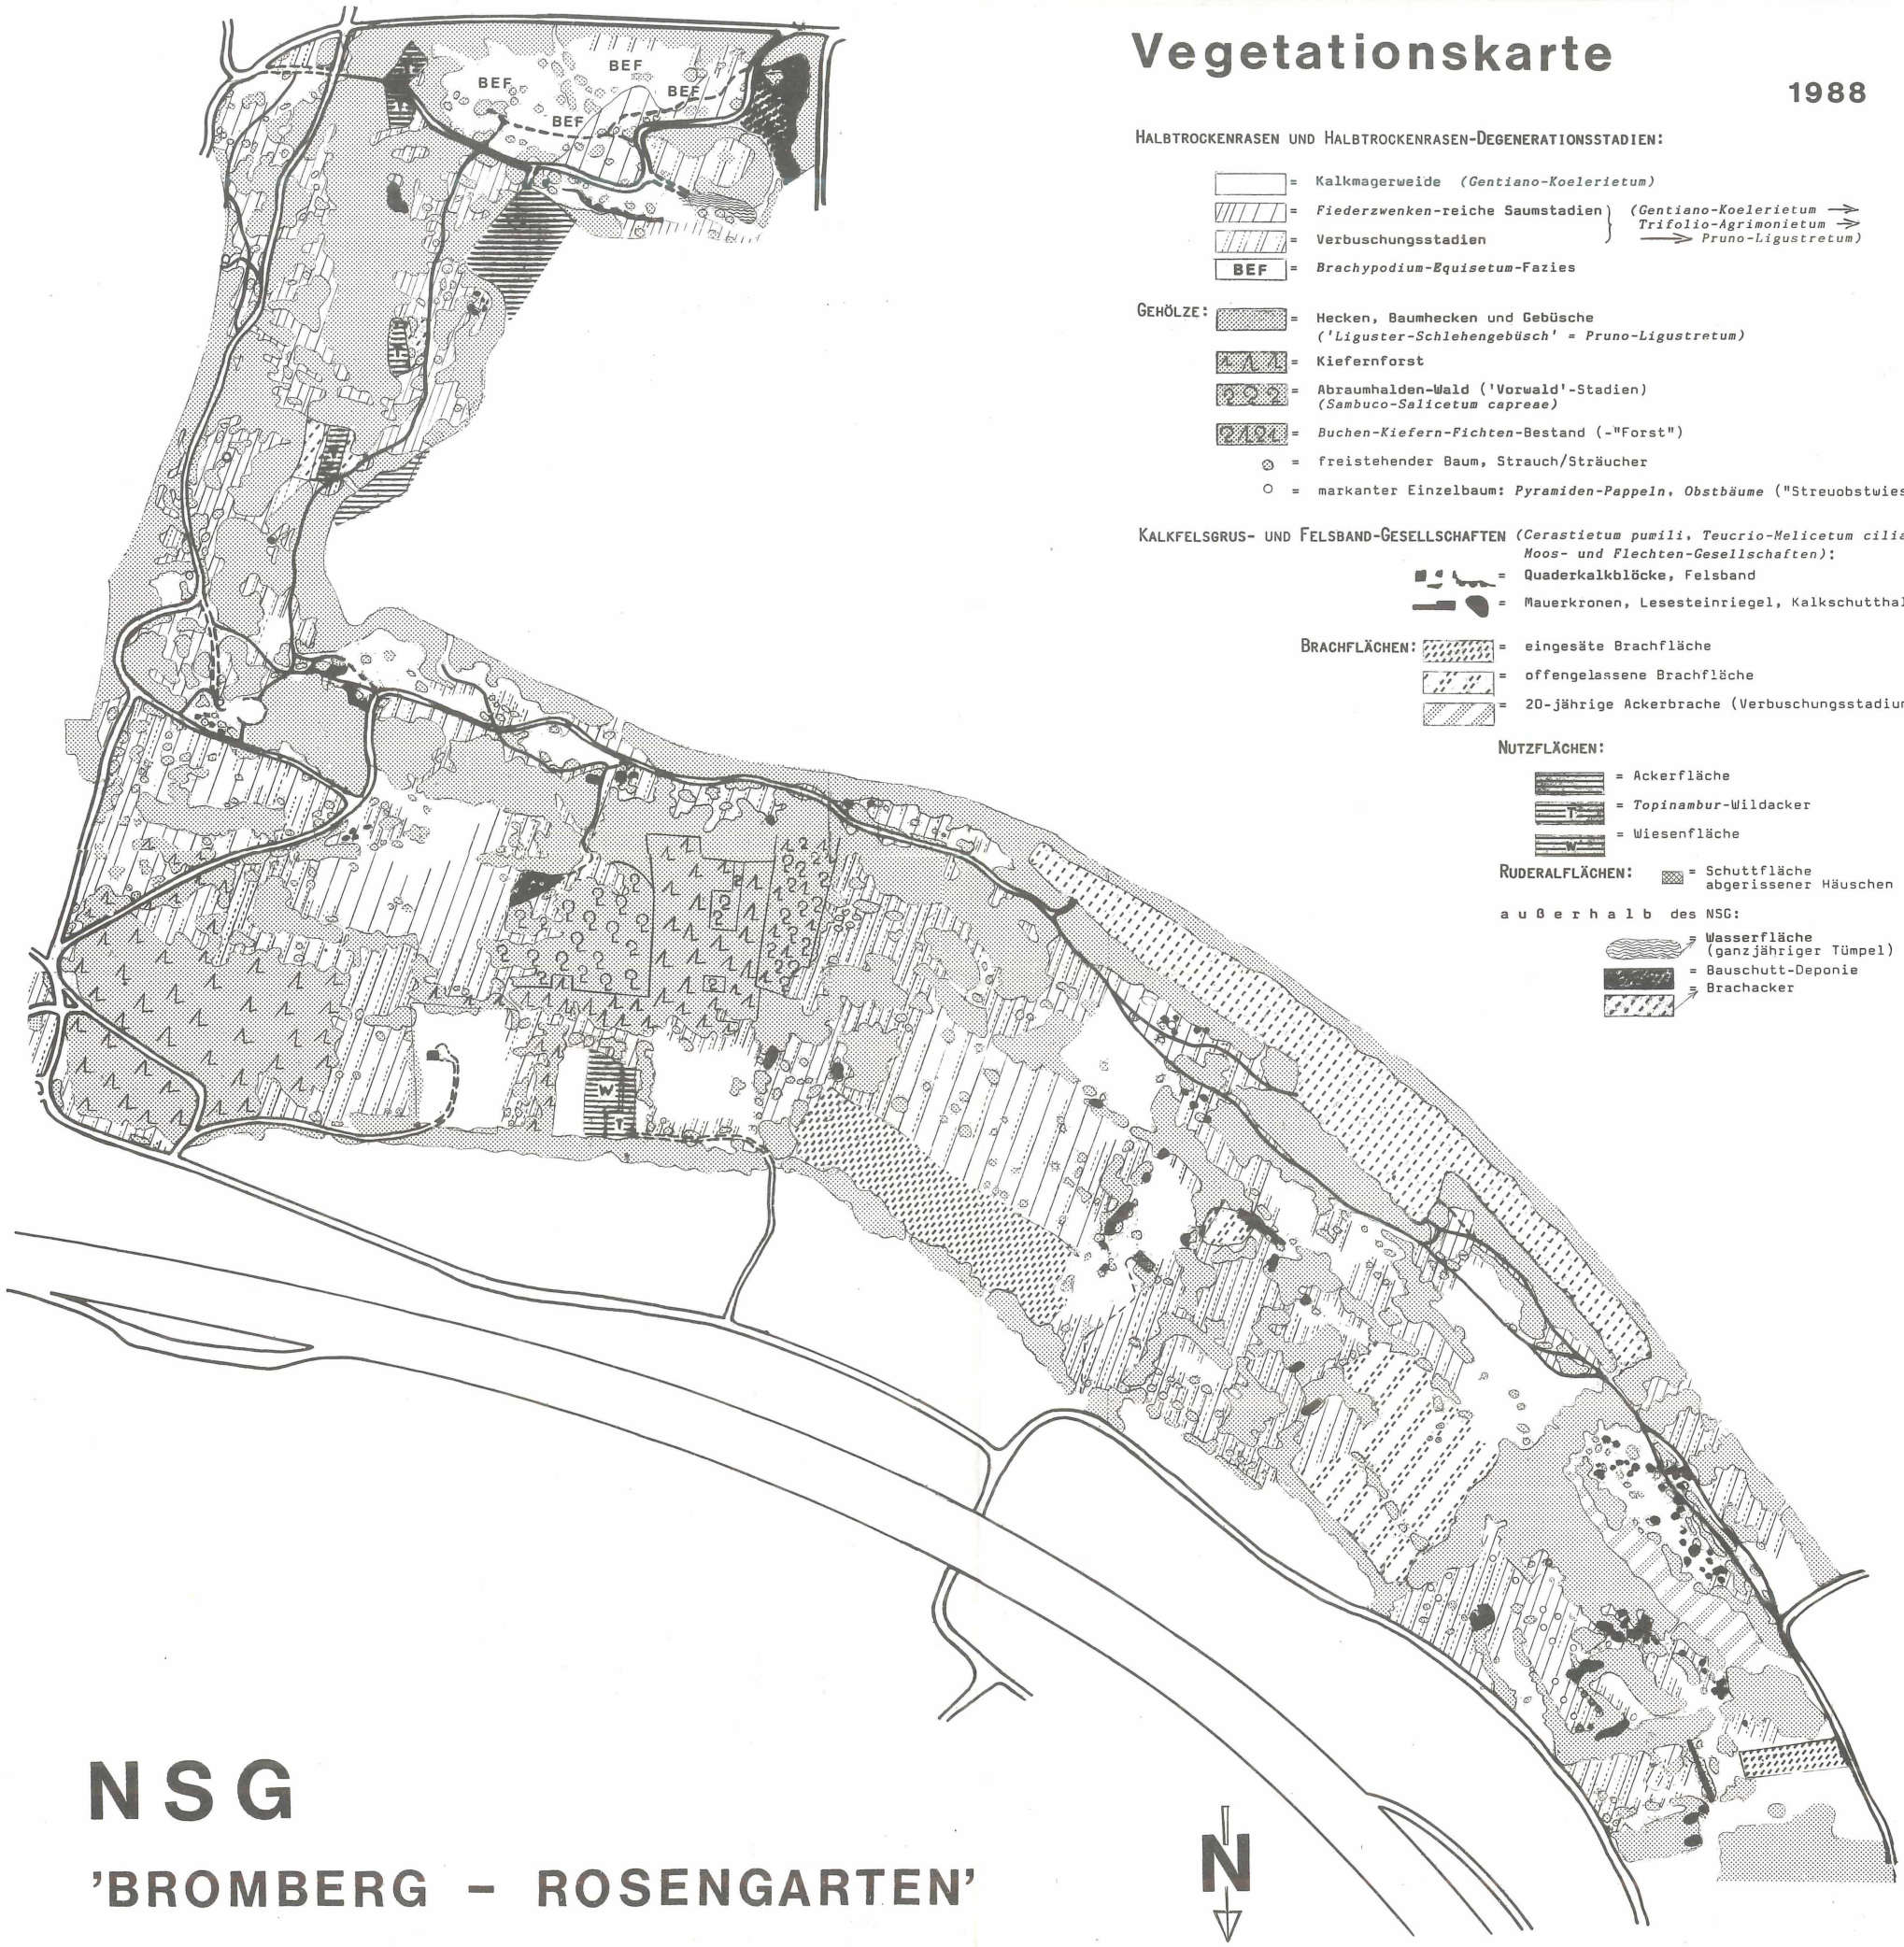 Vegetationskarte
1988
HALBTROCKENRASEN UND HALBTROCKENRASEN-DEGENERATIONSSTADIEN:
= Kalkmagerweide (Gentiano-Koelerietum)
= Fiederzwenken-reiche Saumstadien (Gentiano-Koelerietum →
Trifolio-Agrimonietum →
= Verbuschungsstadien → Pruno-Ligustretum)
BEF = Brachypodium-Equisetum-Fazies
GEHÖLZE: = Hecken, Baumhecken und Gebüsche
('Liguster-Schlehengebüsch' = Pruno-Ligustretum)
= Kiefernforst
= Abraumhalden-Wald ('Vorwald'-Stadien)
(Sambuco-Salicetum capreae)
= Buchen-Kiefern-Fichten-Bestand (-"Forst")
= freistehender Baum, Strauch/Sträucher
= markanter Einzelbaum: Pyramiden-Pappeln, Obstbäume ("Streuobstwies
KALKFELSGRUS- UND FELSBAND-GESELLSCHAFTEN (Cerastietum pumili, Teucrio-Melicetum cilia
Moos- und Flechten-Gesellschaften):
= Quaderkalkblöcke, Felsband
= Mauerkronen, Lesesteinriegel, Kalkschutthal
BRACHFLÄCHEN: = eingesäte Brachfläche
= offengelassene Brachfläche
= 20-jährige Ackerbrache (Verbuschungsstadium
NUTZFLÄCHEN:
= Ackerfläche
T = Topinambur-Wildacker
W = Wiesenfläche
RUDERALFLÄCHEN: = Schuttfläche
abgerissener Häuschen
außerhalb des NSG:
= Wasserfläche
(ganzjähriger Tümpel)
= Bauschutt-Deponie
= Brachacker
BEF
BEF
BEF
BEF
T
T
T
W
W
T
NSG
'BROMBERG - ROSENGARTEN'
N